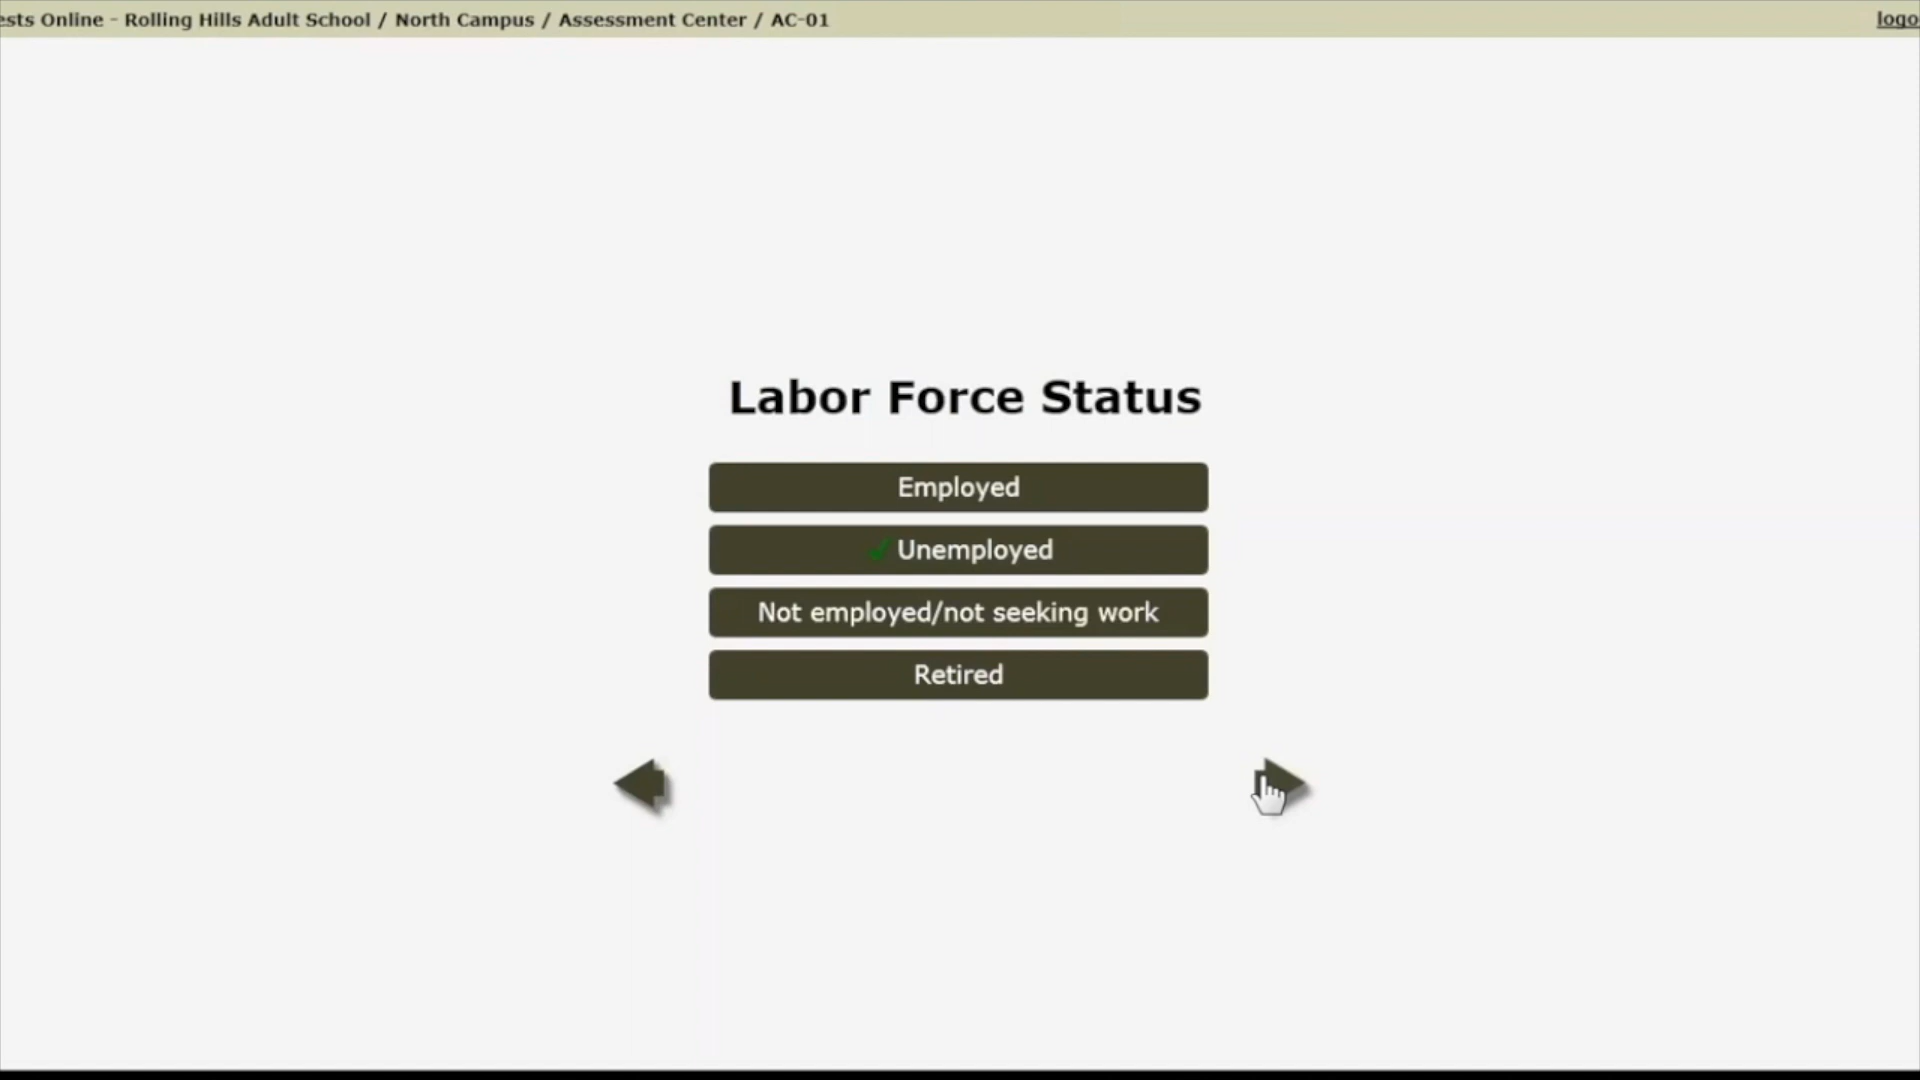 ests Online - Rolling Hills Adult School / North Campus / Assessment Center / AC-01
logo
Labor Force Status
Employed
Unemployed
Not employed/not seeking work
Retired